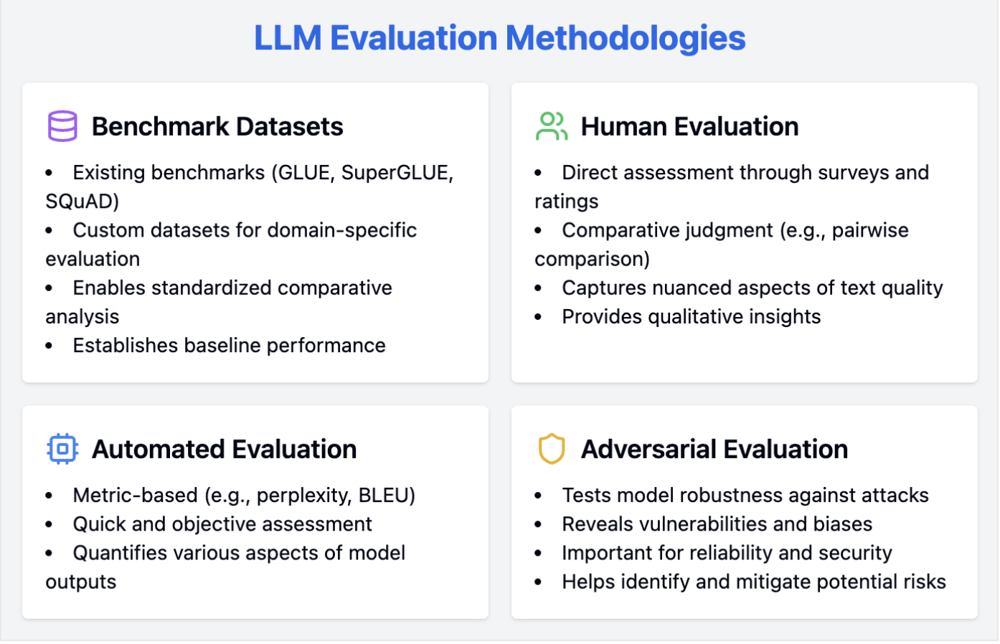 LLM Evaluation Methodologies
Benchmark Datasets
• Existing benchmarks (GLUE, SuperGLUE,
SQuAD)
• Custom datasets for domain-specific
evaluation
• Enables standardized comparative
analysis
• Establishes baseline performance
Human Evaluation
• Direct assessment through surveys and
ratings
• Comparative judgment (e.g., pairwise
comparison)
• Captures nuanced aspects of text quality
• Provides qualitative insights
Automated Evaluation
• Metric-based (e.g., perplexity, BLEU)
• Quick and objective assessment
• Quantifies various aspects of model
outputs
Adversarial Evaluation
• Tests model robustness against attacks
• Reveals vulnerabilities and biases
• Important for reliability and security
• Helps identify and mitigate potential risks